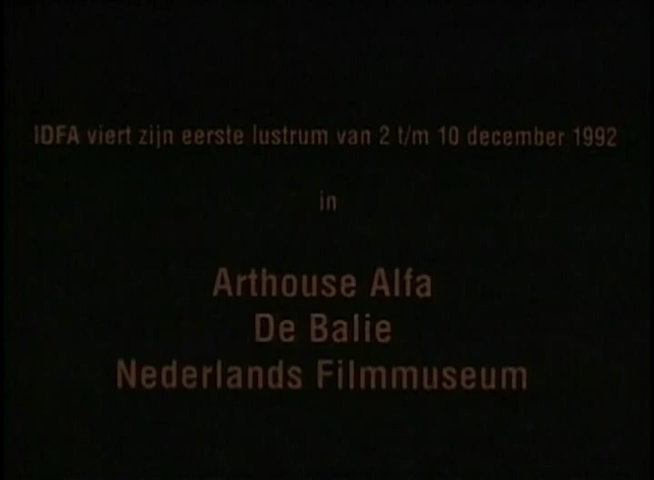 IDFA viert zijn eerste lustrum van 2 t/m 10 december 1992
in
Arthouse Alfa
De Balie
Nederlands Filmmuseum